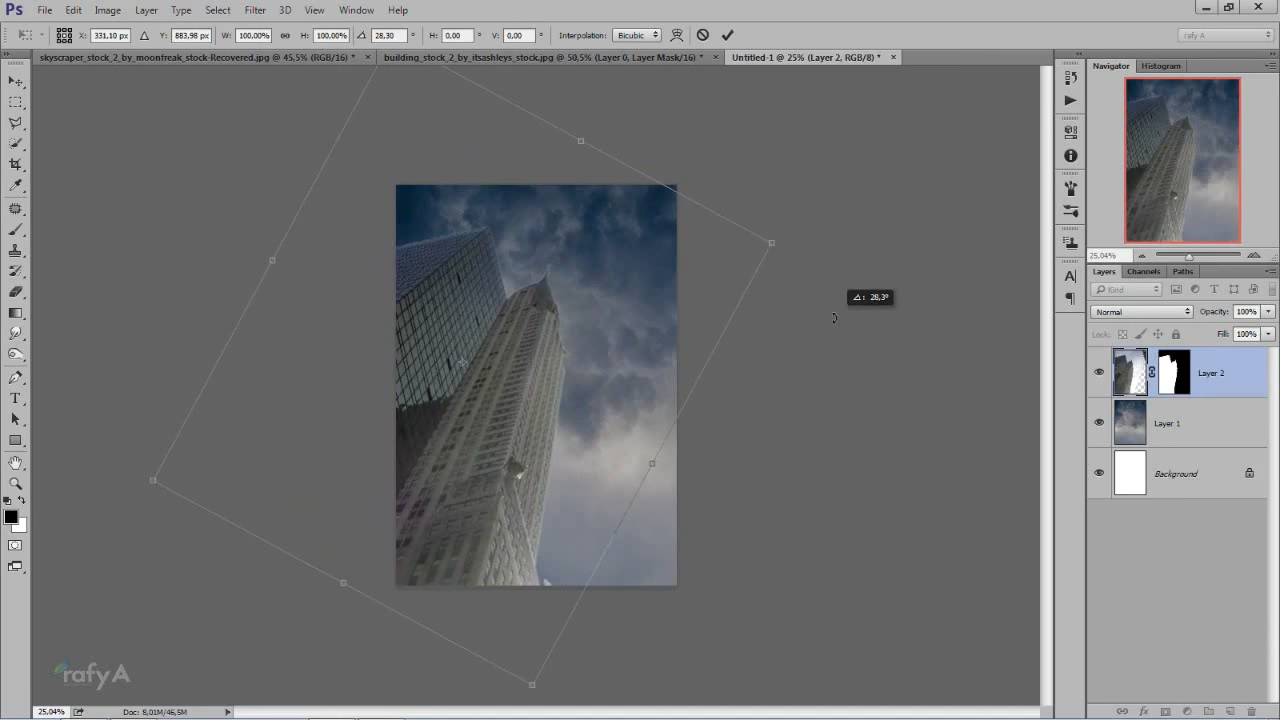 Ps File Edit Image Layer Type Select Filter 3D View Window Help
X: 331,10 px Y: 883,98 px W: 100,00% H: 100,00% 28,30 ° H: 0,00 ° V: 0,00 ° Interpolation: Bicubic rafy A
skyscraper_stock_2_by_moonfreak_stock-Recovered.jpg @ 45,5% (RGB/16) * × building_stock_2_by_itsashleys_stock.jpg @ 50,5% (Layer 0, Layer Mask/16) * × Untitled-1 @ 25% (Layer 2, RGB/8) * ×
Navigator Histogram
25,04%
Layers Channels Paths
Kind
Normal Opacity: 100%
Lock: Fill: 100%
28,3°
Layer 2
Layer 1
Background
rafy A
25,04% Doc: 8,01M/46,5M